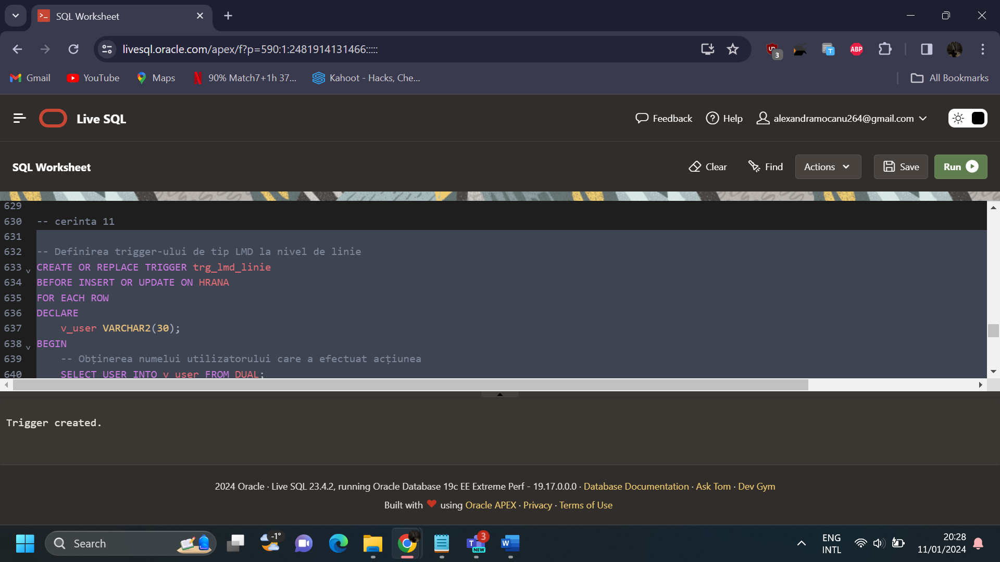 SQL Worksheet
livesql.oracle.com/apex/f?p=590:1:2481914131466:::::
3
T
ABP
Gmail
YouTube
Maps
90% Match7+1h 37...
Kahoot - Hacks, Che...
All Bookmarks
Live SQL
Feedback
Help
alexandramocanu264@gmail.com
SQL Worksheet
Clear
Find
Actions
Save
Run
629
630 -- cerinta 11
631
632 -- Definirea trigger-ului de tip LMD la nivel de linie
633 CREATE OR REPLACE TRIGGER trg_lmd_linie
634 BEFORE INSERT OR UPDATE ON HRANA
635 FOR EACH ROW
636 DECLARE
637 v_user VARCHAR2(30);
638 BEGIN
639 -- Obținerea numelui utilizatorului care a efectuat acțiunea
640 SELECT USER INTO v_user FROM DUAL;
Trigger created.
2024 Oracle · Live SQL 23.4.2, running Oracle Database 19c EE Extreme Perf - 19.17.0.0.0 · Database Documentation · Ask Tom · Dev Gym
Built with ❤ using Oracle APEX · Privacy · Terms of Use
Search
-1°
3
T
NEW
W
ENG
INTL
20:28
11/01/2024